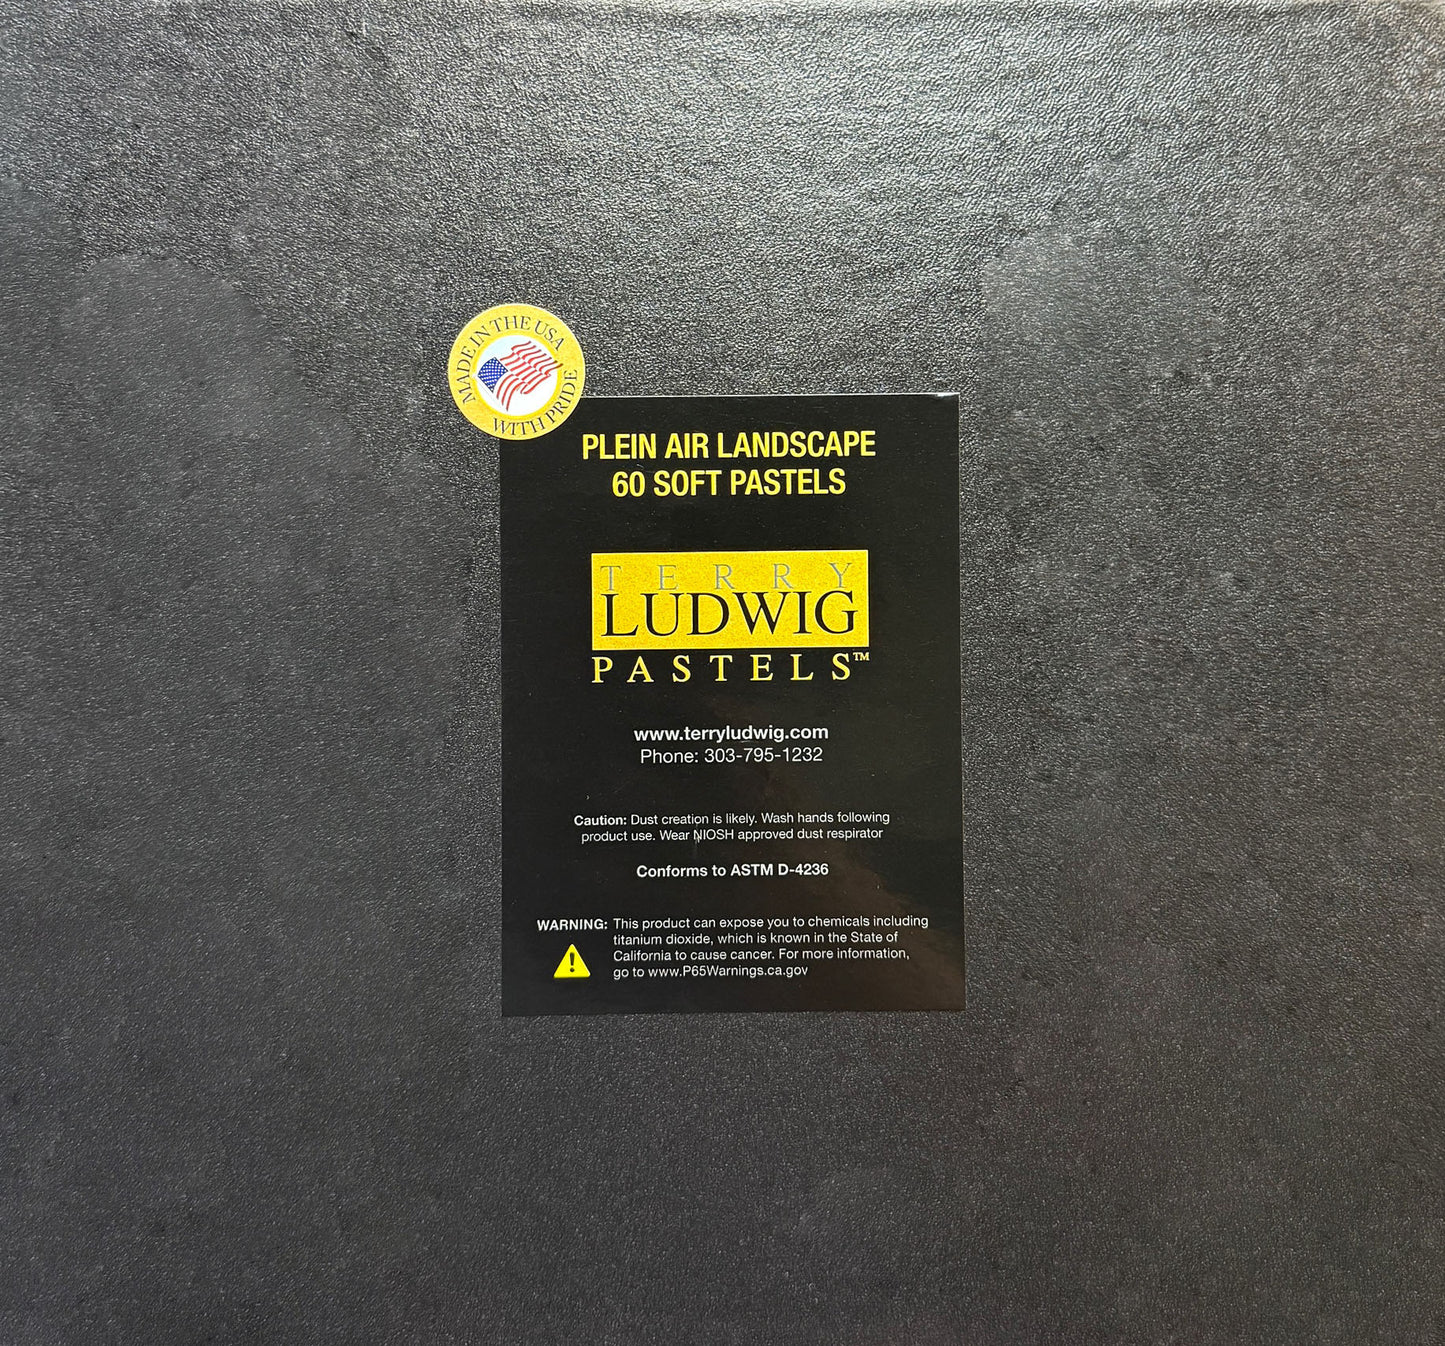 MADE IN THE USA
WITH PRIDE
PLEIN AIR LANDSCAPE
60 SOFT PASTELS
TERRY
LUDWIG
PASTELS™
www.terryludwig.com
Phone: 303-795-1232
Caution: Dust creation is likely. Wash hands following
product use. Wear NIOSH approved dust respirator
Conforms to ASTM D-4236
WARNING: This product can expose you to chemicals including
titanium dioxide, which is known in the State of
California to cause cancer. For more information,
go to www.P65Warnings.ca.gov